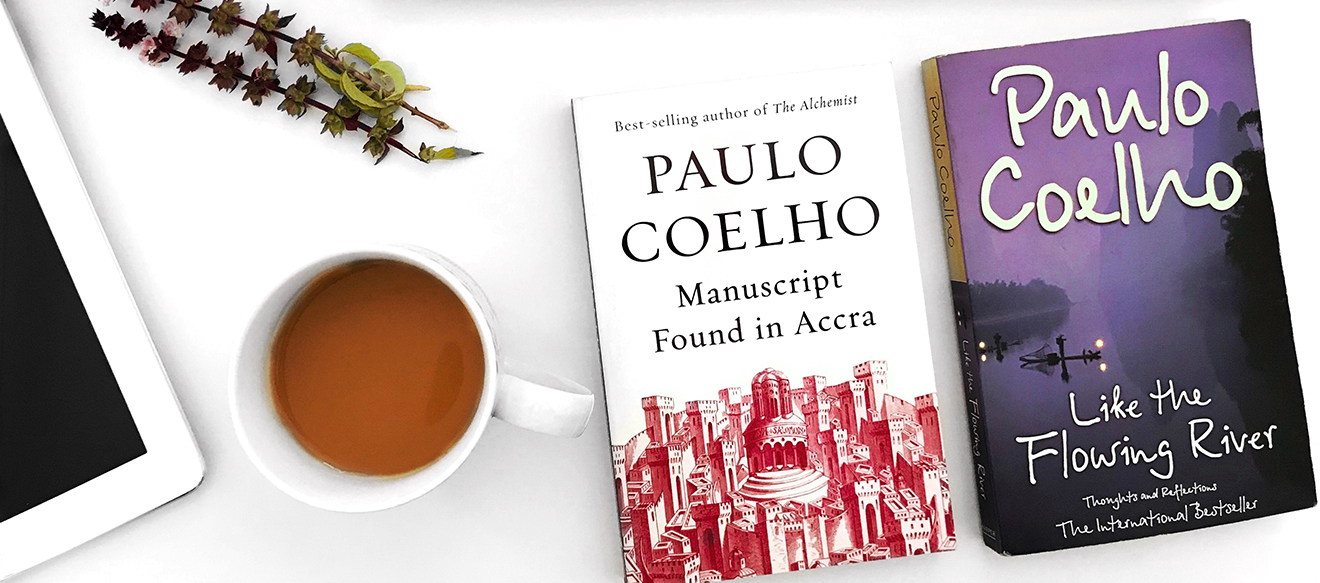 Best-selling author of The Alchemist
PAULO
COELHO
Manuscript
Found in Accra
Paulo Coelho
Like the Flowing River
Paulo
Coelho
Like the
Flowing River
Thoughts and Reflections
The International Bestseller